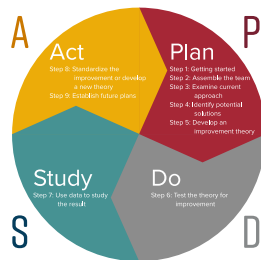 A
P
Act
Step 8: Standardize the
improvement or develop
a new theory
Step 9: Establish future plans
Plan
Step 1: Getting started
Step 2: Assemble the team
Step 3: Examine current
approach
Step 4: Identify potential
solutions
Step 5: Develop an
improvement theory
Study
Step 7: Use data to study
the result
Do
Step 6: Test the theory for
improvement
S
D